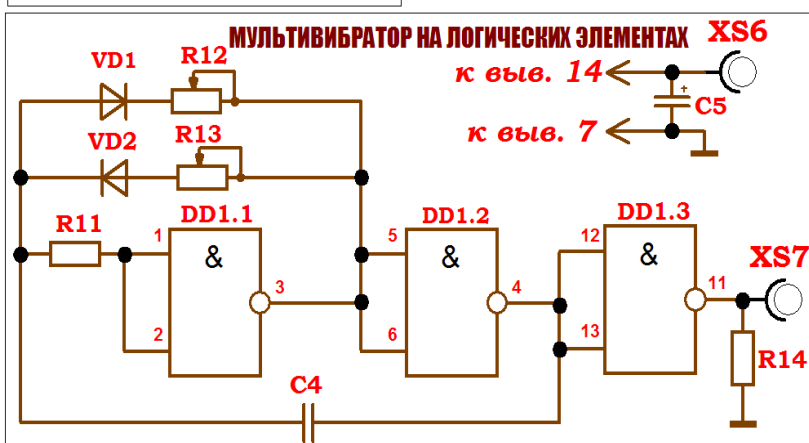 МУЛЬТИВИБРАТОР НА ЛОГИЧЕСКИХ ЭЛЕМЕНТАХ
XS6
VD1
R12
к выв. 14
+
C5
к выв. 7
VD2
R13
R11
DD1.1
DD1.2
DD1.3
1
&
3
2
5
&
4
6
12
&
11
13
XS7
R14
C4